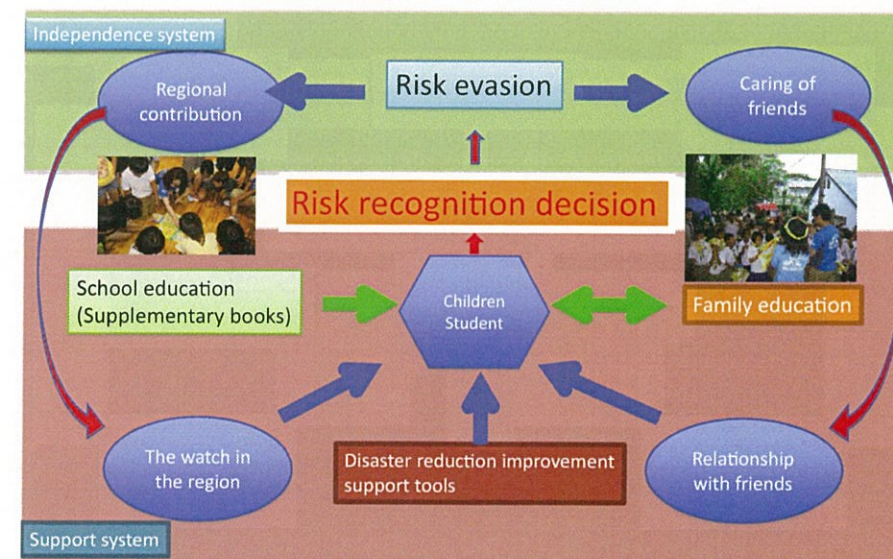 Independence system
Regional
contribution
Risk evasion
Caring of
friends
Risk recognition decision
School education
(Supplementary books)
Children
Student
Family education
The watch in
the region
Disaster reduction improvement
support tools
Relationship
with friends
Support system